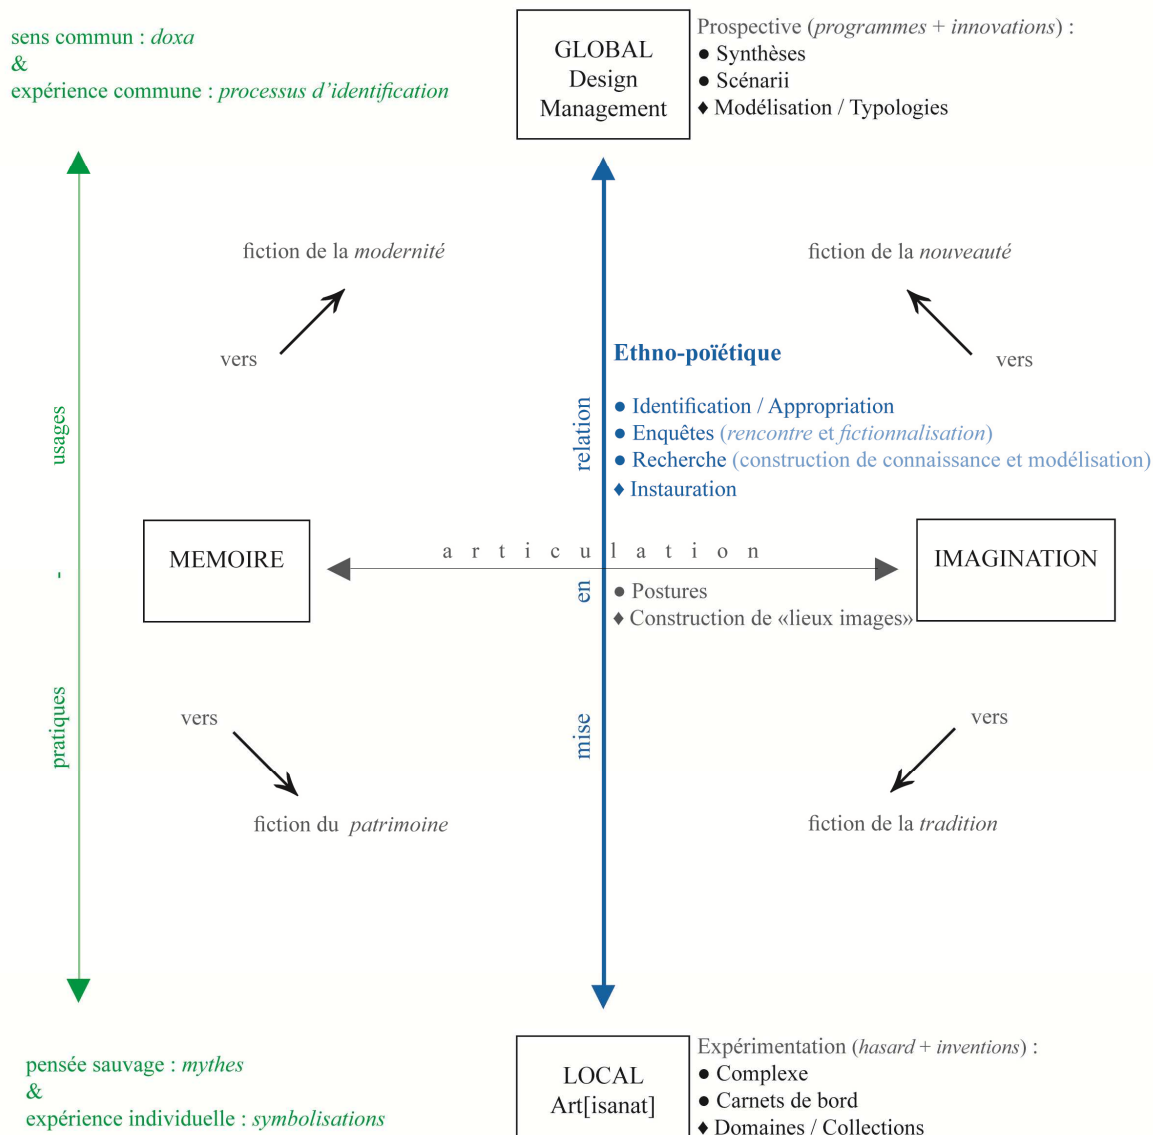 sens commun : doxa
&
expérience commune : processus d’identification
GLOBAL
Design
Management
Prospective (programmes + innovations) :
● Synthèses
● Scénarii
♦ Modélisation / Typologies
fiction de la modernité
vers
fiction de la nouveauté
vers
Ethno-poïétique
● Identification / Appropriation
● Enquêtes (rencontre et fictionnalisation)
● Recherche (construction de connaissance et modélisation)
♦ Instauration
pratiques - usages
mise en relation
MEMOIRE
articulation
IMAGINATION
● Postures
♦ Construction de «lieux images»
vers
fiction du patrimoine
vers
fiction de la tradition
pensée sauvage : mythes
&
expérience individuelle : symbolisations
LOCAL
Art[isanat]
Expérimentation (hasard + inventions) :
● Complexe
● Carnets de bord
♦ Domaines / Collections